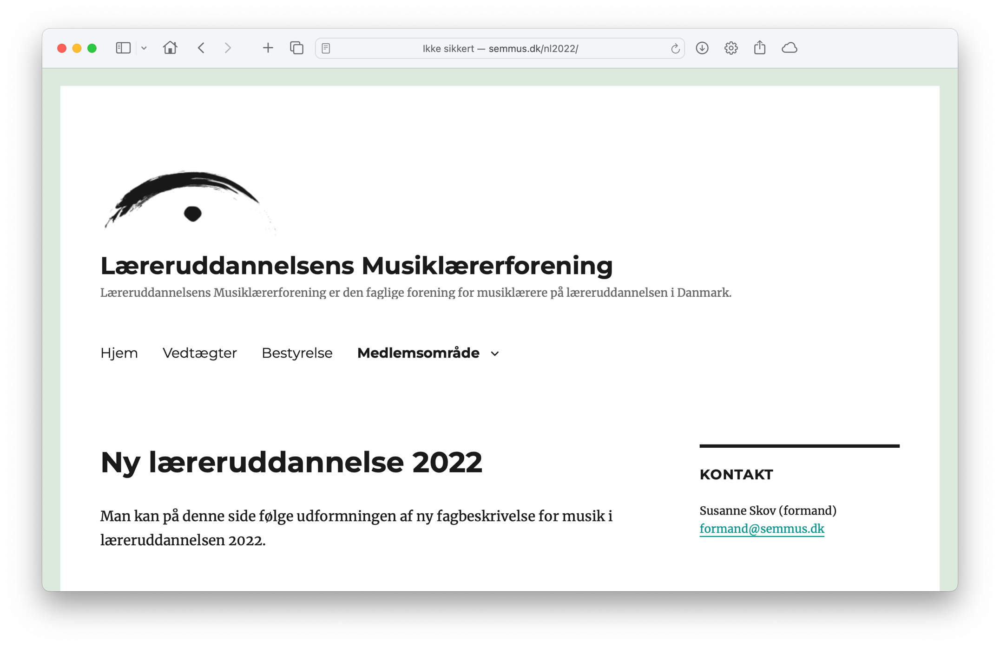 Ikke sikkert — semmus.dk/nl2022/
Læreruddannelsens Musiklærerforening
Læreruddannelsens Musiklærerforening er den faglige forening for musiklærere på læreruddannelsen i Danmark.
Hjem Vedtægter Bestyrelse Medlemsområde
Ny læreruddannelse 2022
Man kan på denne side følge udformningen af ny fagbeskrivelse for musik i
læreruddannelsen 2022.
KONTAKT
Susanne Skov (formand)
formand@semmus.dk